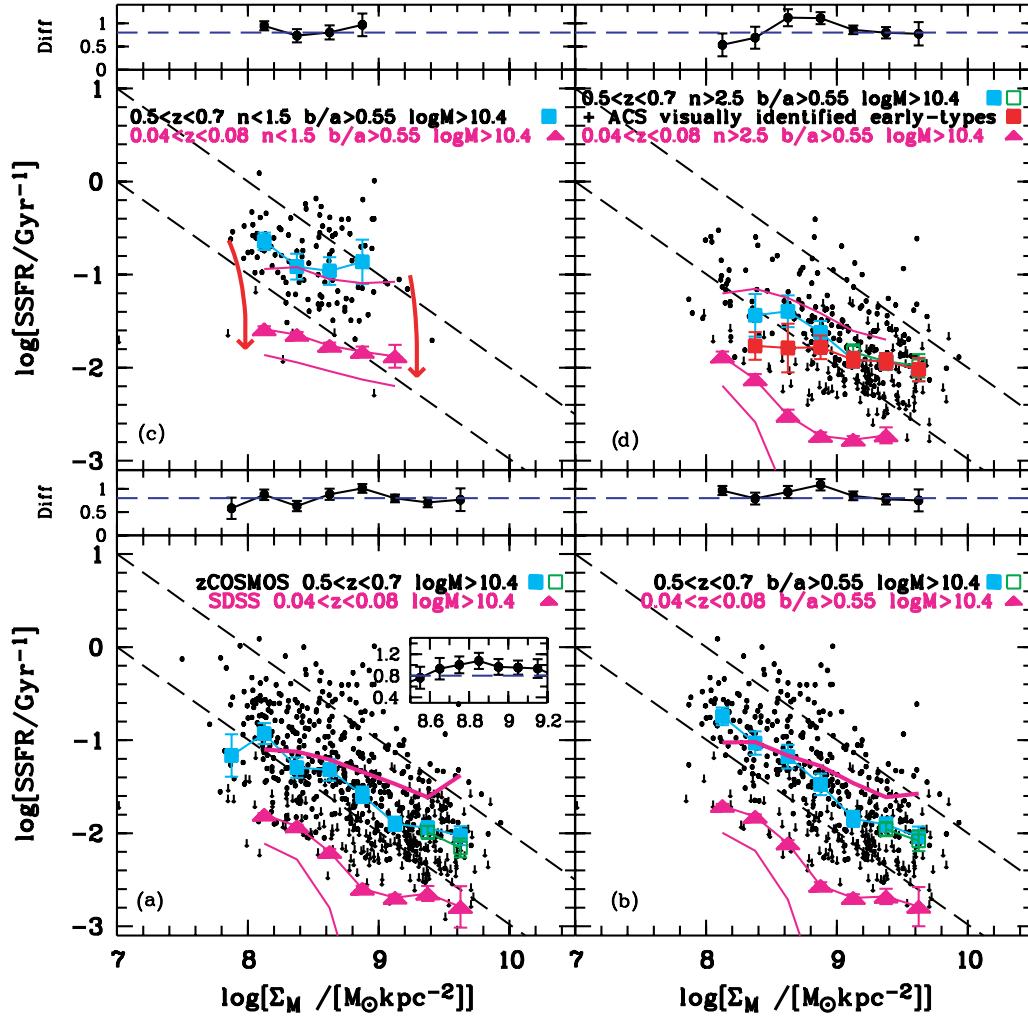 Diff
1
0.5
0
1
0.5
0
1
0
-1
-2
-3
log[SSFR/Gyr⁻¹]
0.5<z<0.7 n<1.5 b/a>0.55 logM>10.4
0.04<z<0.08 n<1.5 b/a>0.55 logM>10.4
(c)
0.5<z<0.7 n>2.5 b/a>0.55 logM>10.4
+ ACS visually identified early-types
0.04<z<0.08 n>2.5 b/a>0.55 logM>10.4
(d)
Diff
1
0.5
0
1
0.5
0
1
0
-1
-2
-3
log[SSFR/Gyr⁻¹]
zCOSMOS 0.5<z<0.7 logM>10.4
SDSS 0.04<z<0.08 logM>10.4
1.2
0.8
0.4
8.6 8.8 9 9.2
(a)
0.5<z<0.7 b/a>0.55 logM>10.4
0.04<z<0.08 b/a>0.55 logM>10.4
(b)
7 8 9 10 7 8 9 10
log[Σ_M /[M⊙kpc⁻²]] log[Σ_M /[M⊙kpc⁻²]]